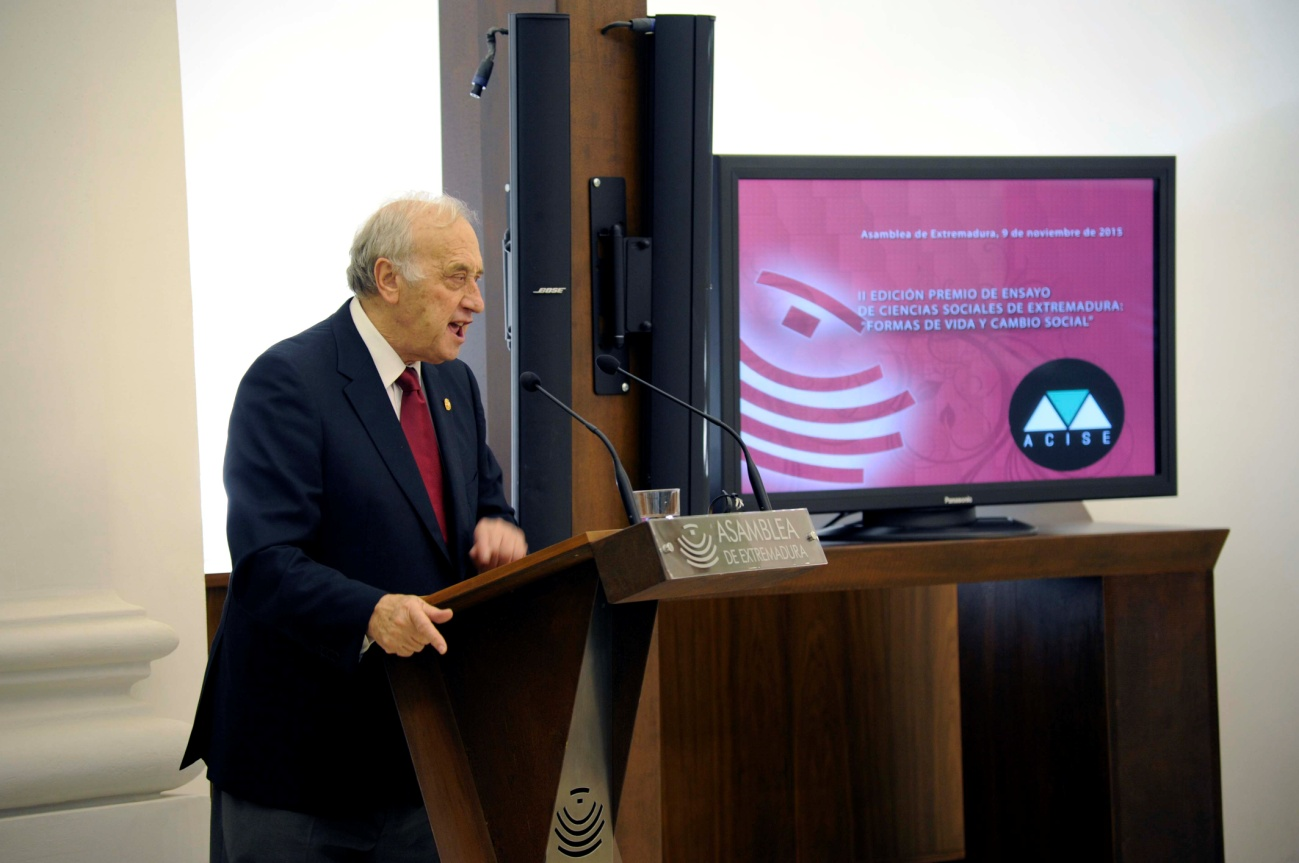 BOSE
Asamblea de Extremadura, 9 de noviembre de 2015
II EDICIÓN PREMIO DE ENSAYO
DE CIENCIAS SOCIALES DE EXTREMADURA:
"FORMAS DE VIDA Y CAMBIO SOCIAL"
ACISE
Panasonic
ASAMBLEA
DE EXTREMADURA